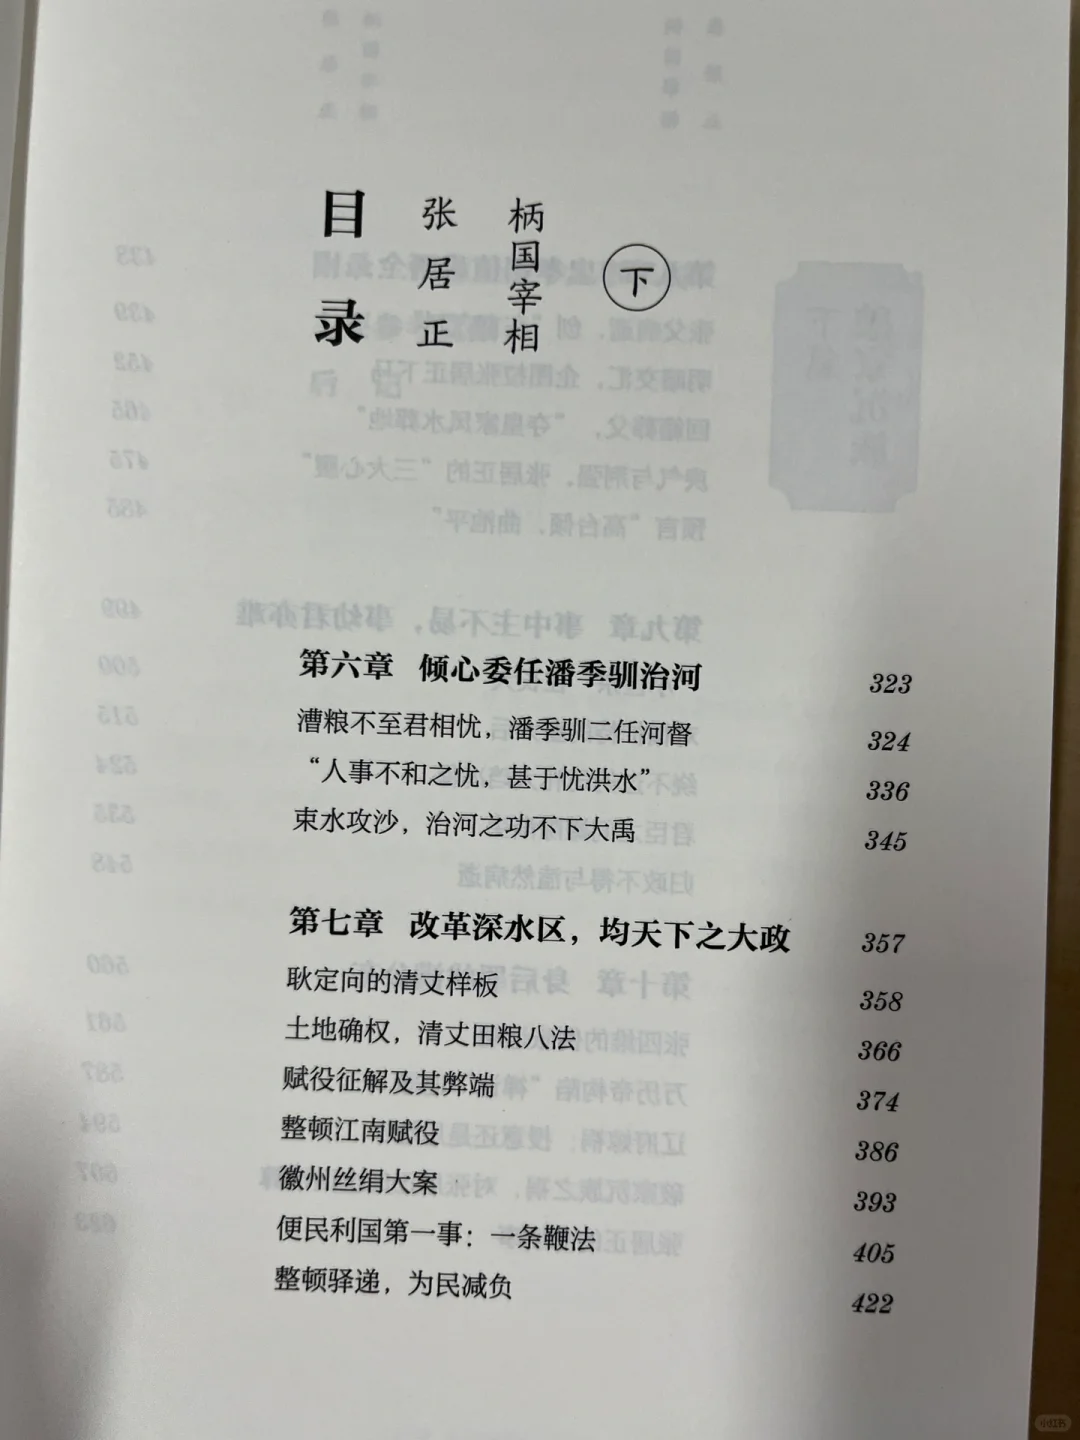 目录
张居正
柄国宰相
下
第六章 倾心委任潘季驯治河 323
漕粮不至君相忧，潘季驯二任河督 324
“人事不和之忧，甚于忧洪水” 336
束水攻沙，治河之功不下大禹 345
第七章 改革深水区，均天下之大政 357
耿定向的清丈样板 358
土地确权，清丈田粮八法 366
赋役征解及其弊端 374
整顿江南赋役 386
徽州丝绢大案 393
便民利国第一事：一条鞭法 405
整顿驿递，为民减负 422